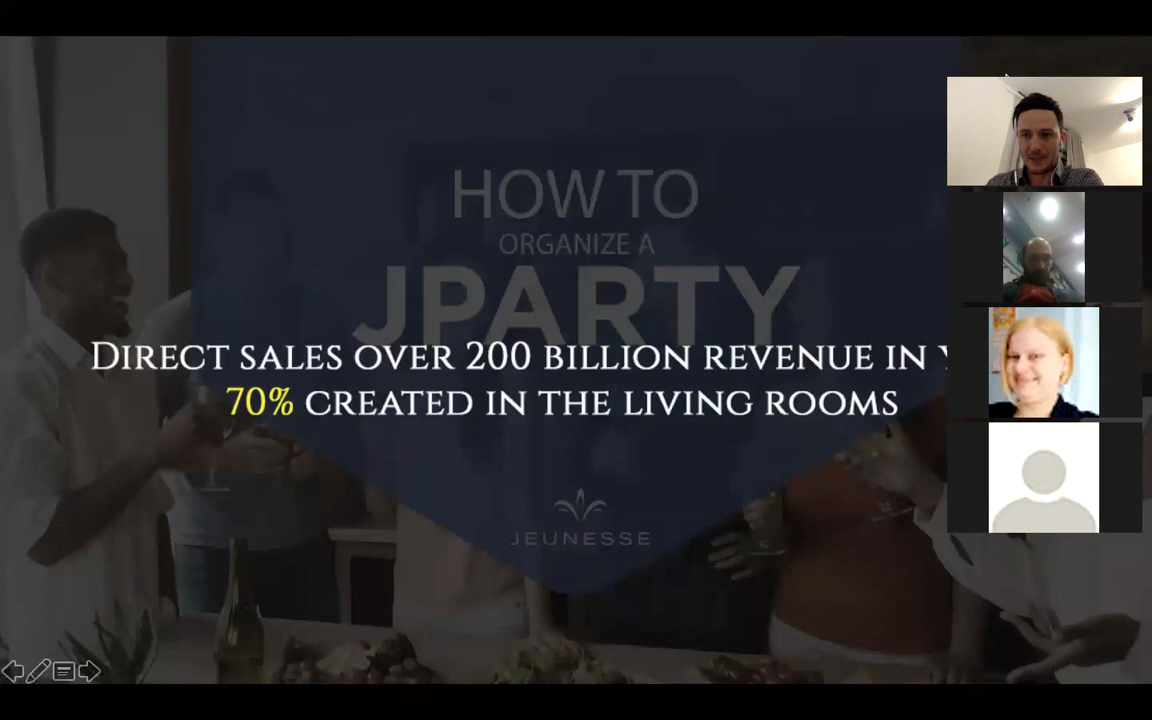 HOW TO
ORGANIZE A
JPARTY
DIRECT SALES OVER 200 BILLION REVENUE IN
70% CREATED IN THE LIVING ROOMS
JEUNESSE